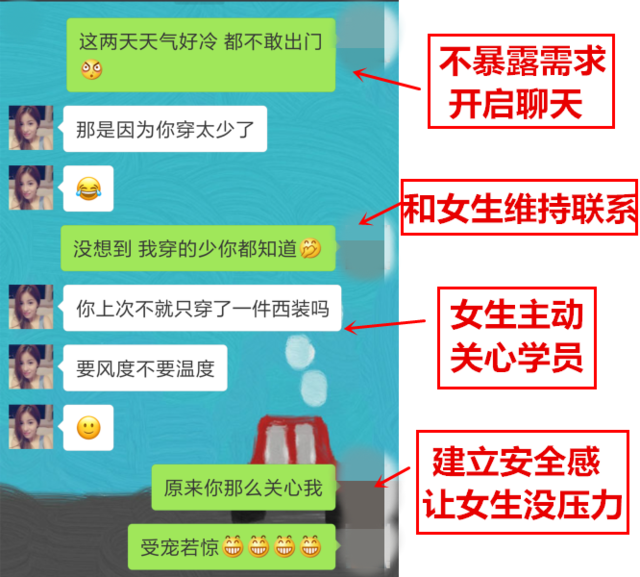 这两天天气好冷 都不敢出门
不暴露需求
开启聊天
那是因为你穿太少了
和女生维持联系
没想到 我穿的少你都知道
你上次不就只穿了一件西装吗
女生主动
关心学员
要风度不要温度
原来你那么关心我
建立安全感
让女生没压力
受宠若惊